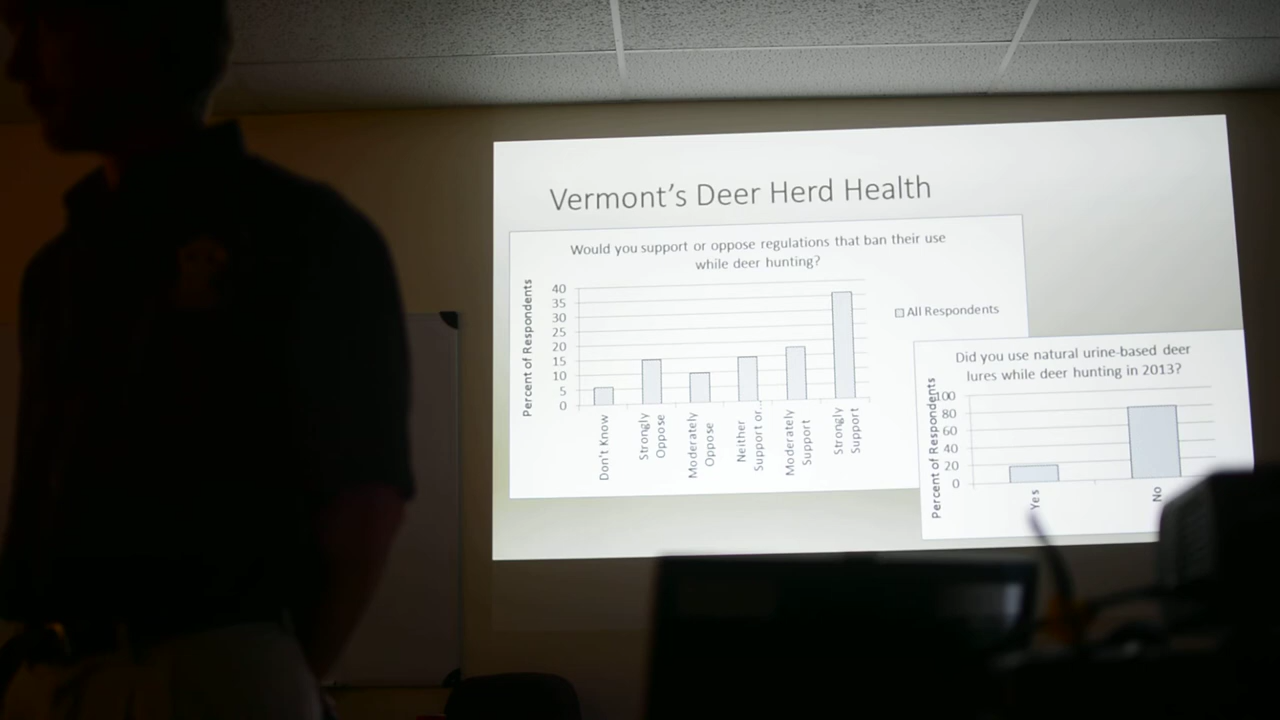 Vermont's Deer Herd Health
Would you support or oppose regulations that ban their use
while deer hunting?
Percent of Respondents
40
35
30
25
20
15
10
5
0
Don't Know
Strongly
Oppose
Moderately
Oppose
Neither
Support or...
Moderately
Support
Strongly
Support
All Respondents
Did you use natural urine-based deer
lures while deer hunting in 2013?
Percent of Respondents
100
80
60
40
20
0
Yes
No